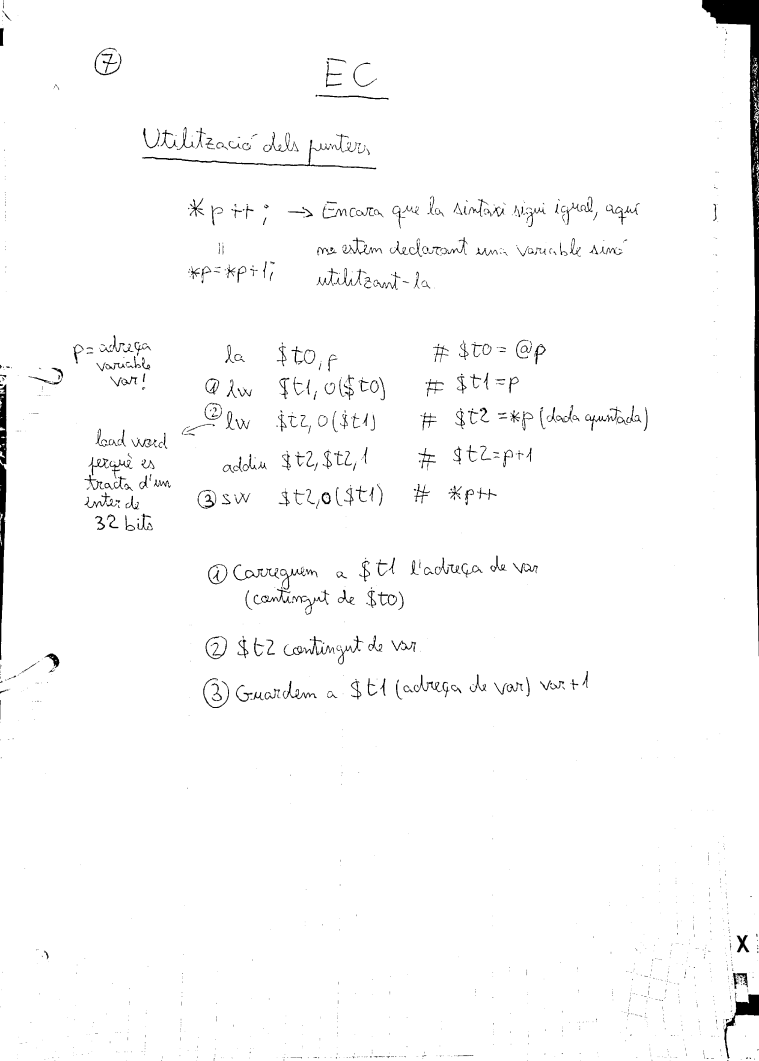 ⑦
EC
Utilització dels punters
*p++; → Encara que la sintaxi sigui igual, aquí
||
no estem declarant una variable sinó
*p=*p+1;
utilitzant-la
p = adreça
variable
var!
la $t0, p # $t0 = @p
① lw $t1, 0($t0) # $t1=p
② lw $t2, 0($t1) # $t2 = *p (dada apuntada)
addiu $t2, $t2, 1 # $t2=p+1
③ sw $t2, 0($t1) # *p++
load word
perquè es
tracta d'un
enter de
32 bits
① Carreguem a $t1 l'adreça de var
(contingut de $t0)
② $t2 contingut de var
③ Guardem a $t1 (adreça de var) var+1
X